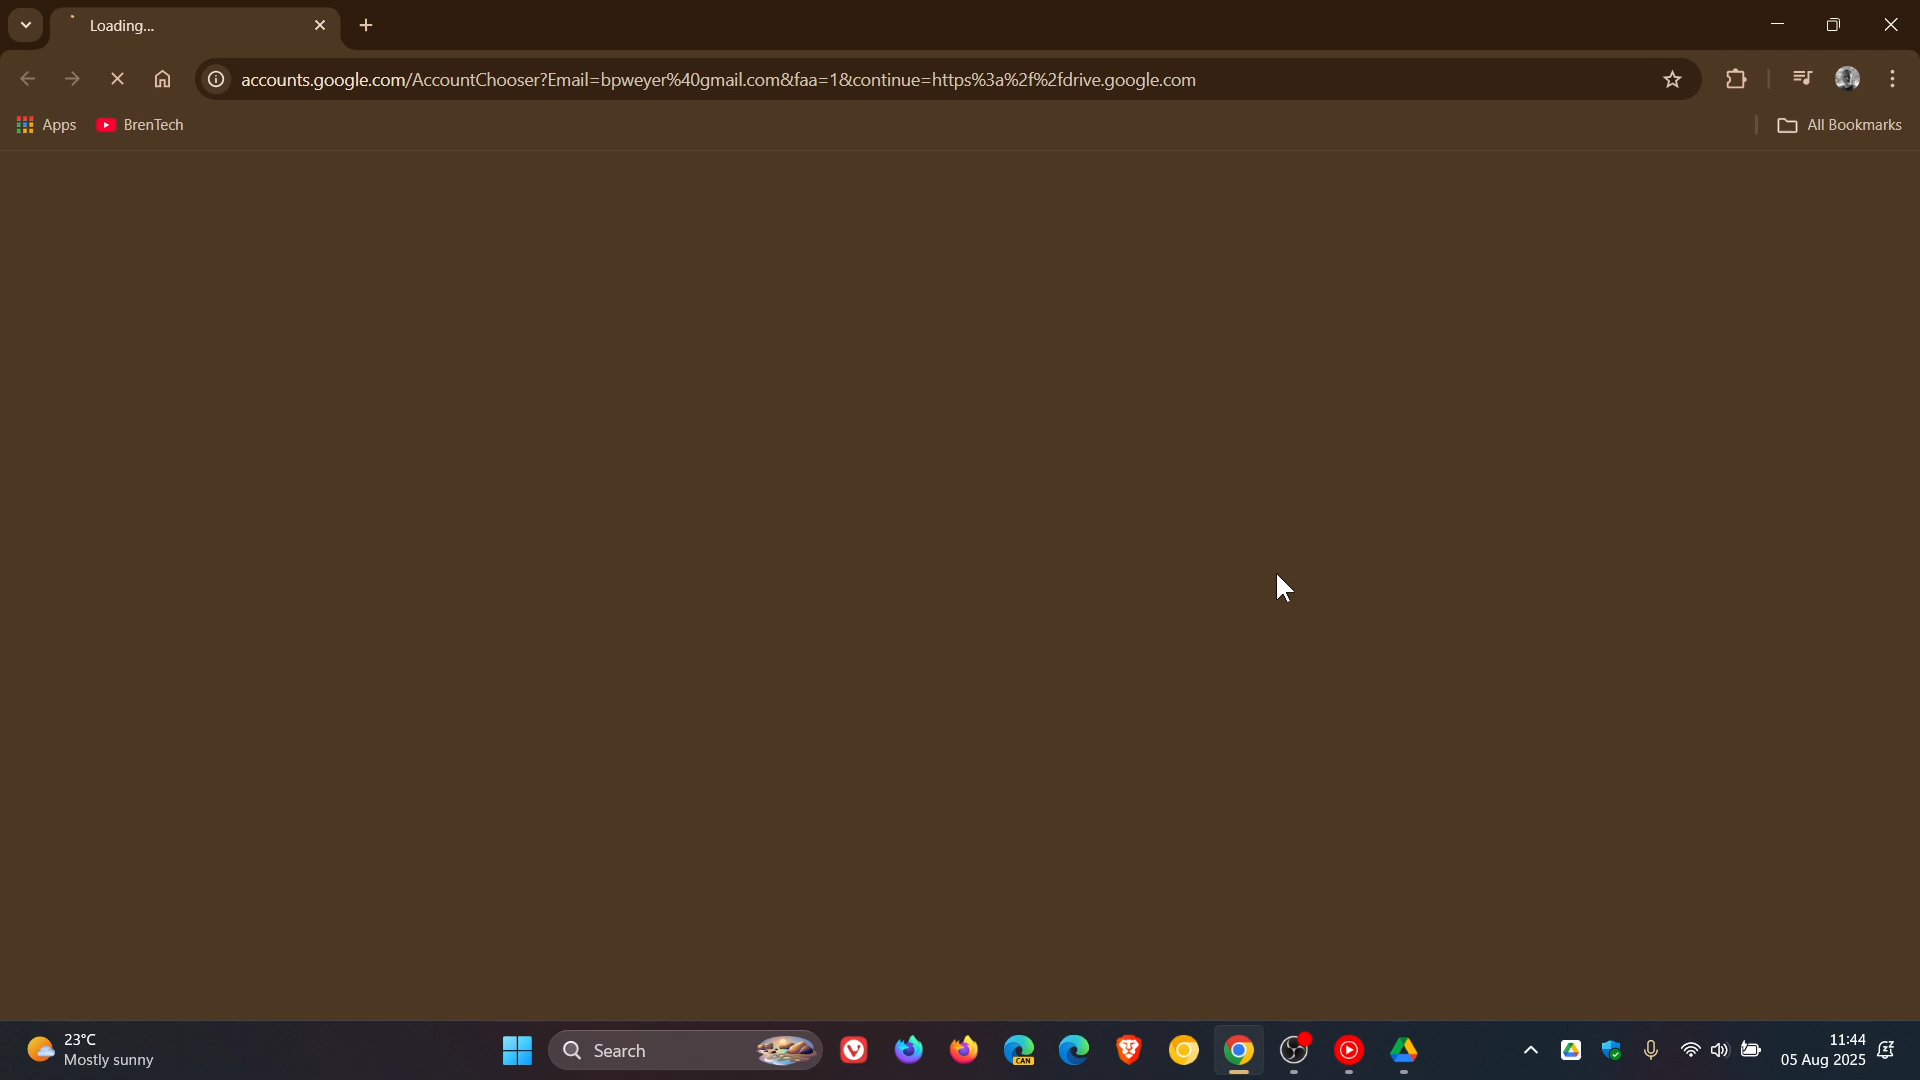 Loading...
accounts.google.com/AccountChooser?Email=bpweyer%40gmail.com&faa=1&continue=https%3a%2f%2fdrive.google.com
Apps BrenTech All Bookmarks
23°C
Mostly sunny
Search
CAN
11:44
05 Aug 2025